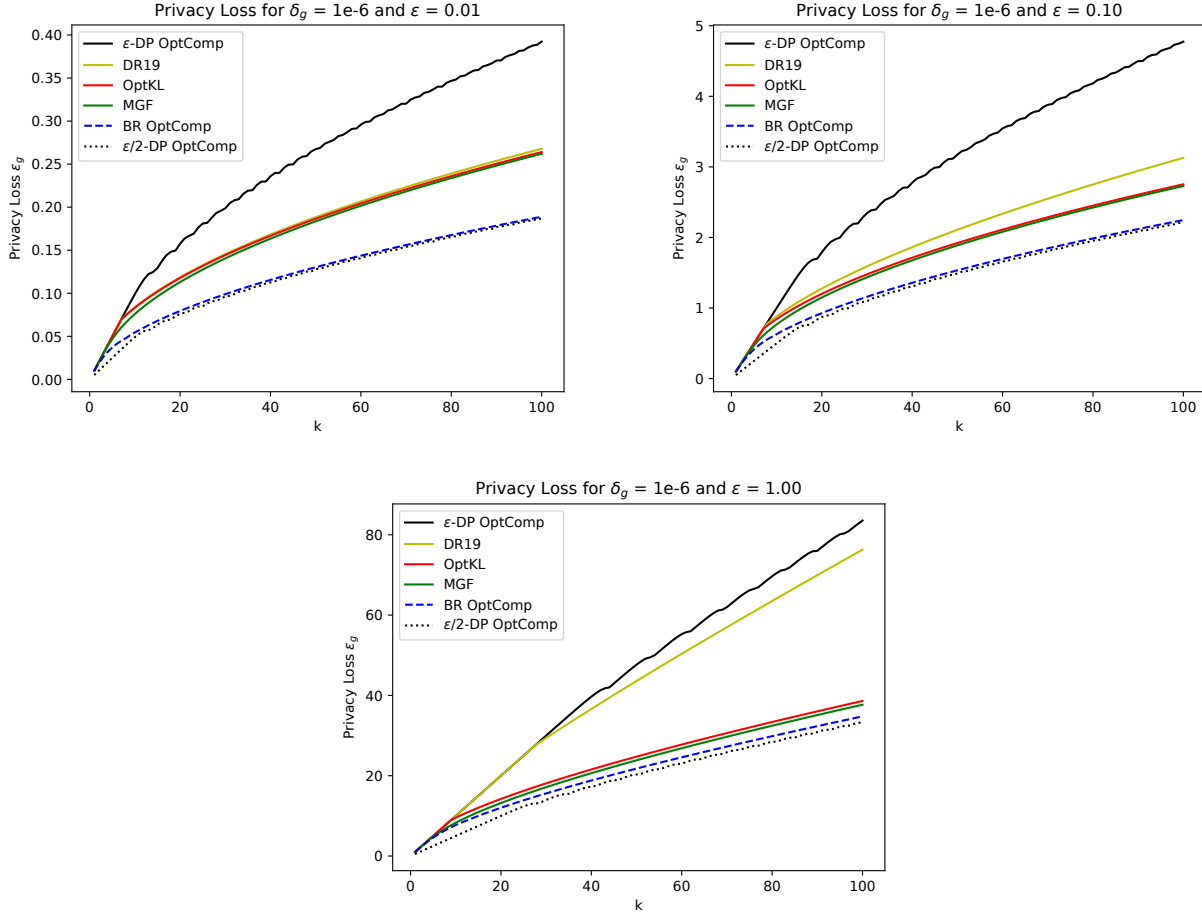 Privacy Loss for δg = 1e-6 and ε = 0.01
0.40
0.35
0.30
0.25
0.20
0.15
0.10
0.05
0.00
Privacy Loss εg
ε-DP OptComp
DR19
OptKL
MGF
BR OptComp
ε/2-DP OptComp
0 20 40 60 80 100
k
Privacy Loss for δg = 1e-6 and ε = 0.10
5
4
3
2
1
0
Privacy Loss εg
ε-DP OptComp
DR19
OptKL
MGF
BR OptComp
ε/2-DP OptComp
0 20 40 60 80 100
k
Privacy Loss for δg = 1e-6 and ε = 1.00
80
60
40
20
0
Privacy Loss εg
ε-DP OptComp
DR19
OptKL
MGF
BR OptComp
ε/2-DP OptComp
0 20 40 60 80 100
k